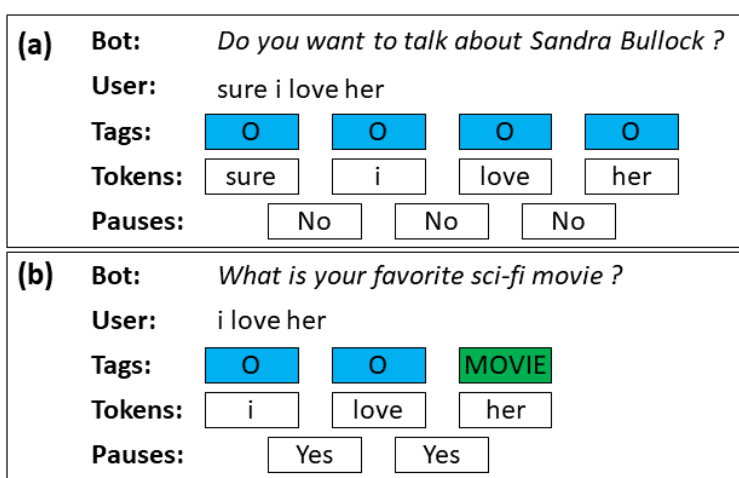 (a) Bot: Do you want to talk about Sandra Bullock ?
User: sure i love her
Tags: O O O O
Tokens: sure i love her
Pauses: No No No
(b) Bot: What is your favorite sci-fi movie ?
User: i love her
Tags: O O MOVIE
Tokens: i love her
Pauses: Yes Yes